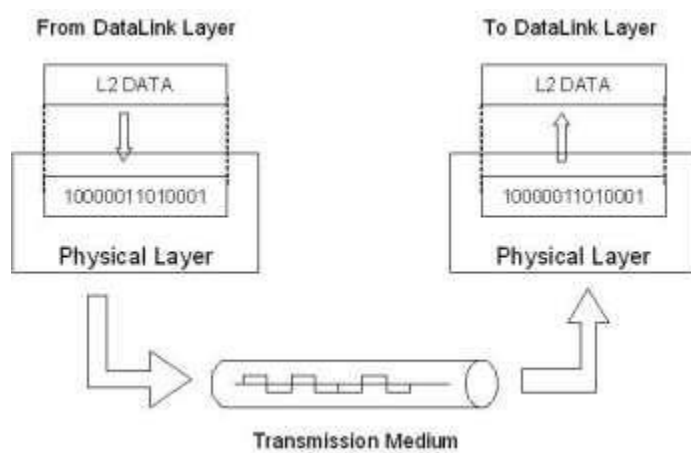 From DataLink Layer
To DataLink Layer
L2 DATA
L2 DATA
10000011010001
10000011010001
Physical Layer
Physical Layer
Transmission Medium